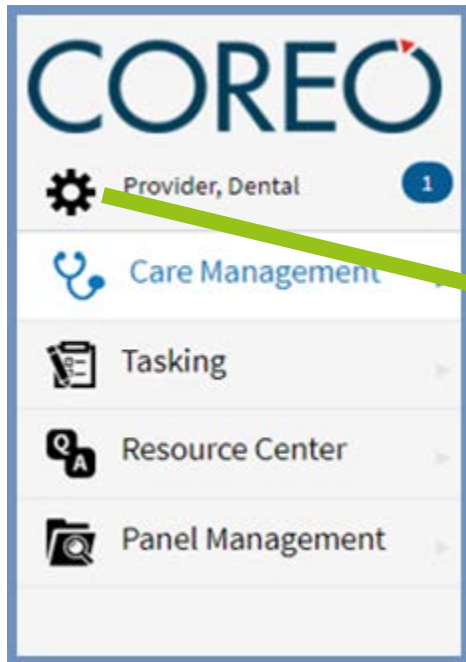 COREO
Provider, Dental 1
Care Management
Tasking
Q A
Resource Center
Panel Management